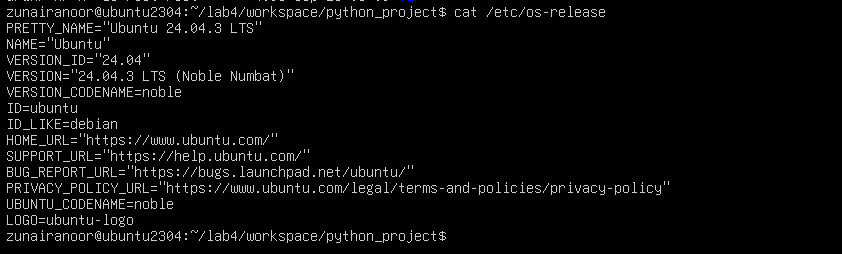 zunairanoor@ubuntu2304:~/lab4/workspace/python_project$ cat /etc/os-release
PRETTY_NAME="Ubuntu 24.04.3 LTS"
NAME="Ubuntu"
VERSION_ID="24.04"
VERSION="24.04.3 LTS (Noble Numbat)"
VERSION_CODENAME=noble
ID=ubuntu
ID_LIKE=debian
HOME_URL="https://www.ubuntu.com/"
SUPPORT_URL="https://help.ubuntu.com/"
BUG_REPORT_URL="https://bugs.launchpad.net/ubuntu/"
PRIVACY_POLICY_URL="https://www.ubuntu.com/legal/terms-and-policies/privacy-policy"
UBUNTU_CODENAME=noble
LOGO=ubuntu-logo
zunairanoor@ubuntu2304:~/lab4/workspace/python_project$